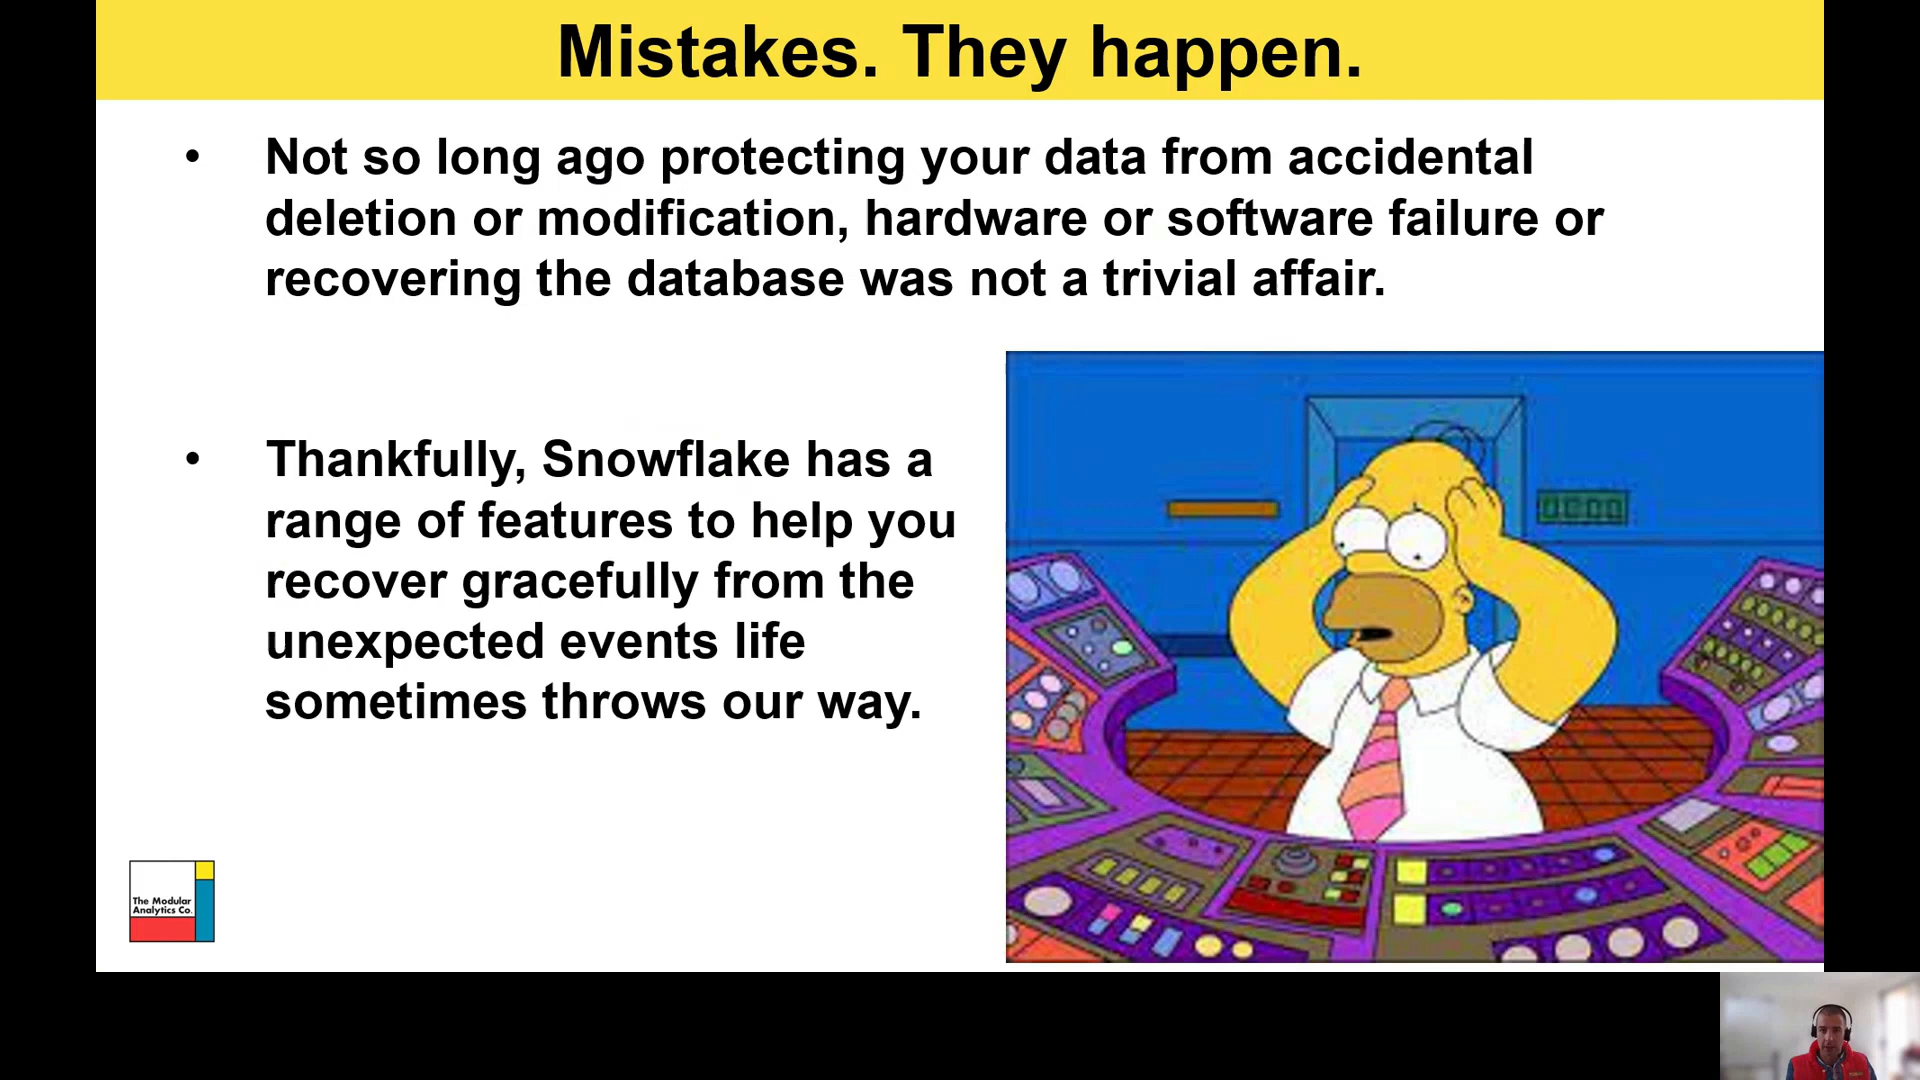 Mistakes. They happen.
• Not so long ago protecting your data from accidental
deletion or modification, hardware or software failure or
recovering the database was not a trivial affair.
• Thankfully, Snowflake has a
range of features to help you
recover gracefully from the
unexpected events life
sometimes throws our way.
The Modular
Analytics Co.